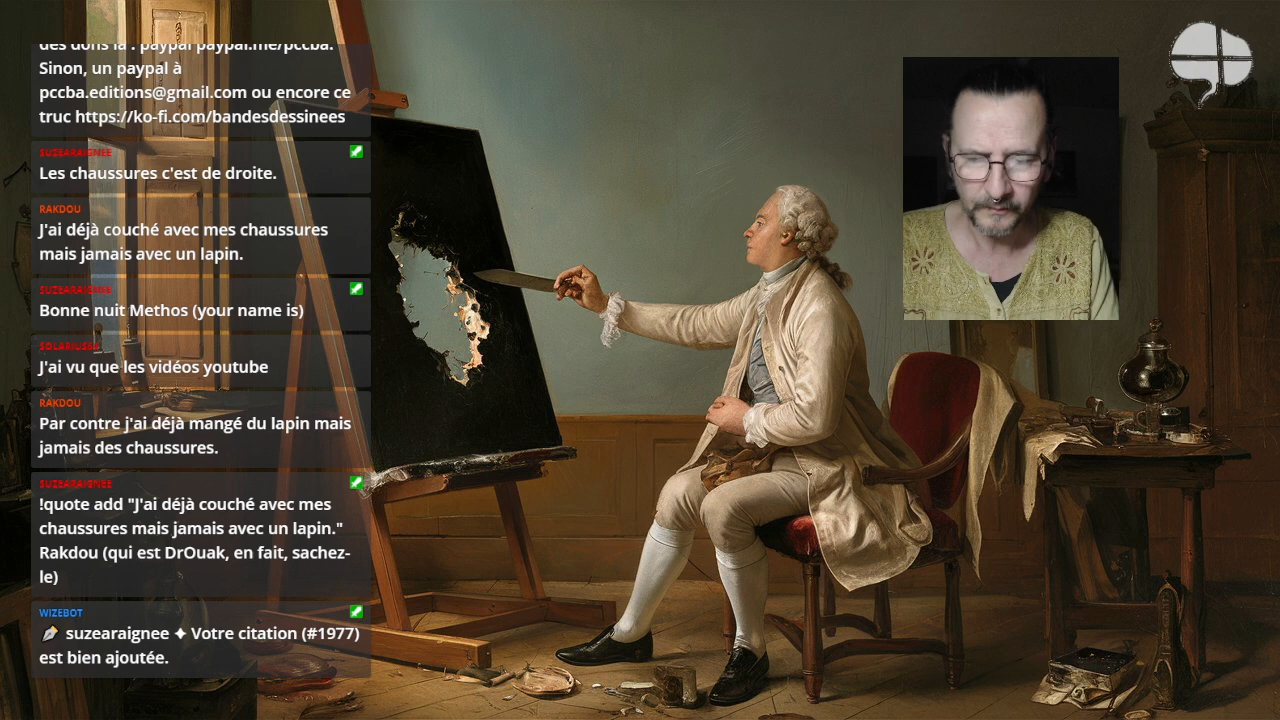 des dons là : paypal paypal.me/pccba.
Sinon, un paypal à
pccba.editions@gmail.com ou encore ce
truc https://ko-fi.com/bandesdessinees
SUZEARAIGNEE
Les chaussures c'est de droite.
RAKDOU
J'ai déjà couché avec mes chaussures
mais jamais avec un lapin.
SUZEARAIGNEE
Bonne nuit Methos (your name is)
J'ai vu que les vidéos youtube
RAKDOU
Par contre j'ai déjà mangé du lapin mais
jamais des chaussures.
SUZEARAIGNEE
!quote add "J'ai déjà couché avec mes
chaussures mais jamais avec un lapin."
Rakdou (qui est DrOuak, en fait, sachez-
le)
WIZEBOT
suzearaignee ✦ Votre citation (#1977)
est bien ajoutée.